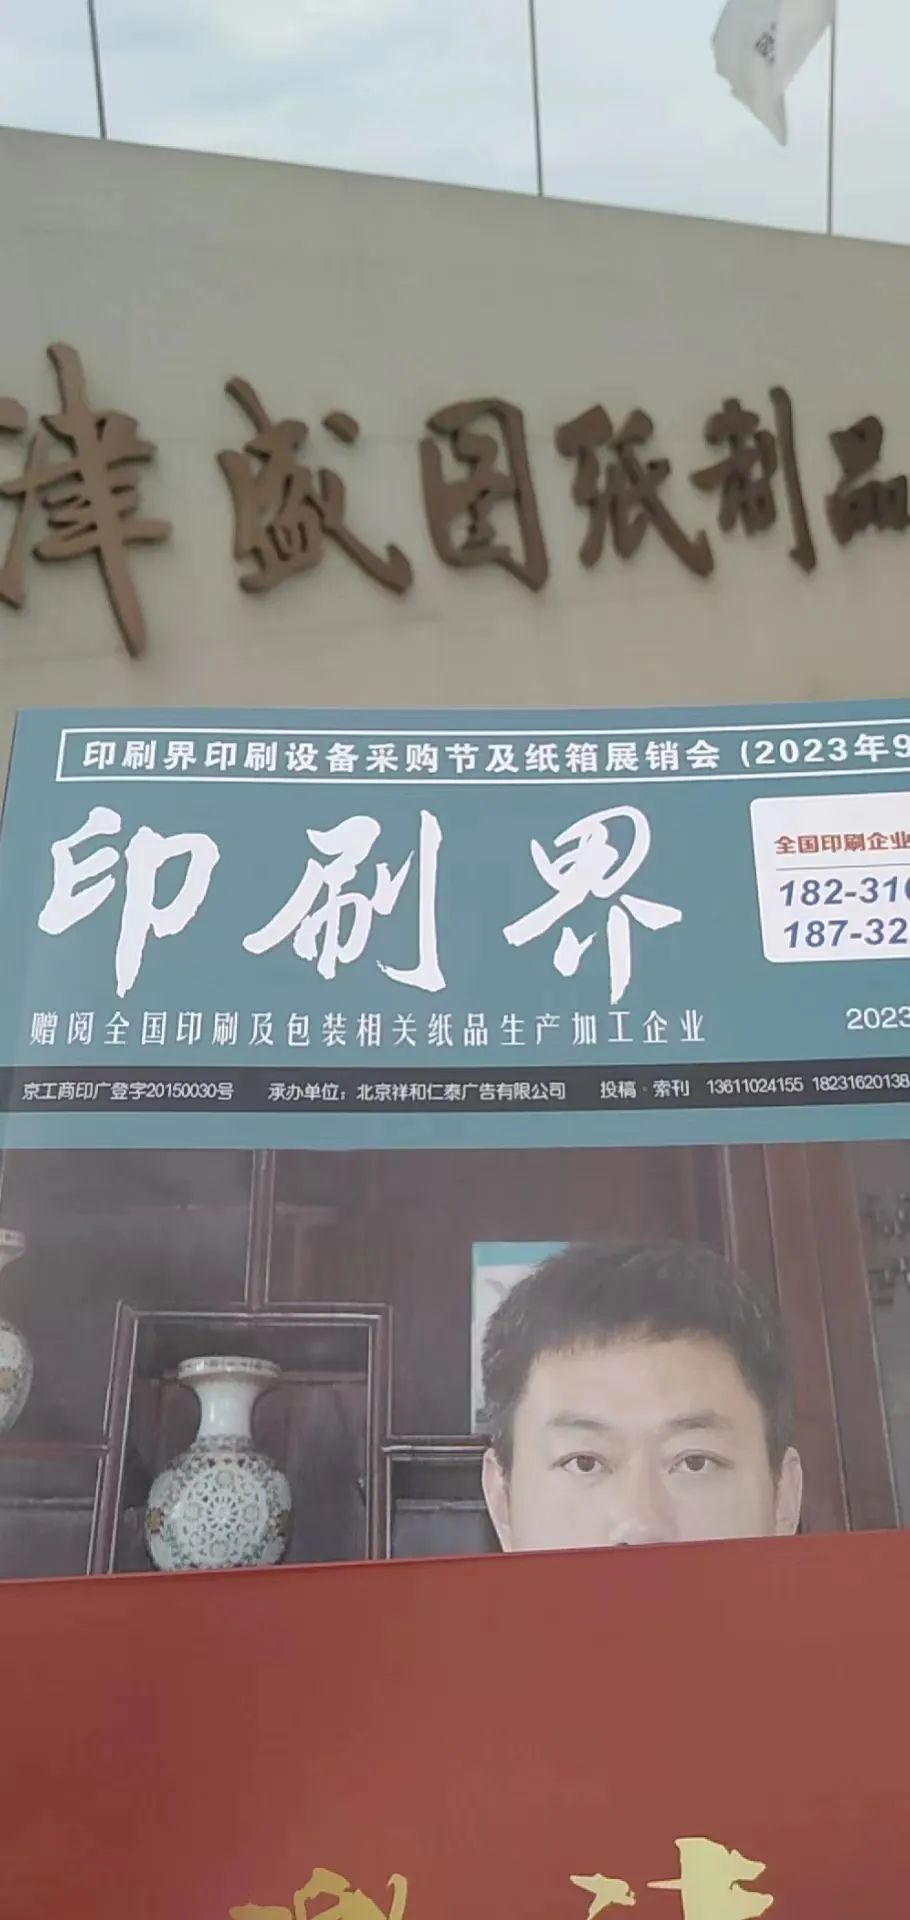 津盛图纸制品
印刷界印刷设备采购节及纸箱展销会 (2023年9
印刷界
全国印刷企业
182-316
187-32
赠阅全国印刷及包装相关纸品生产加工企业
2023
京工商印广登字20150030号 承办单位：北京祥和仁泰广告有限公司 投稀·索刊 13611024155 18231620138